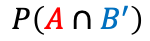 P(A ∩ B′)